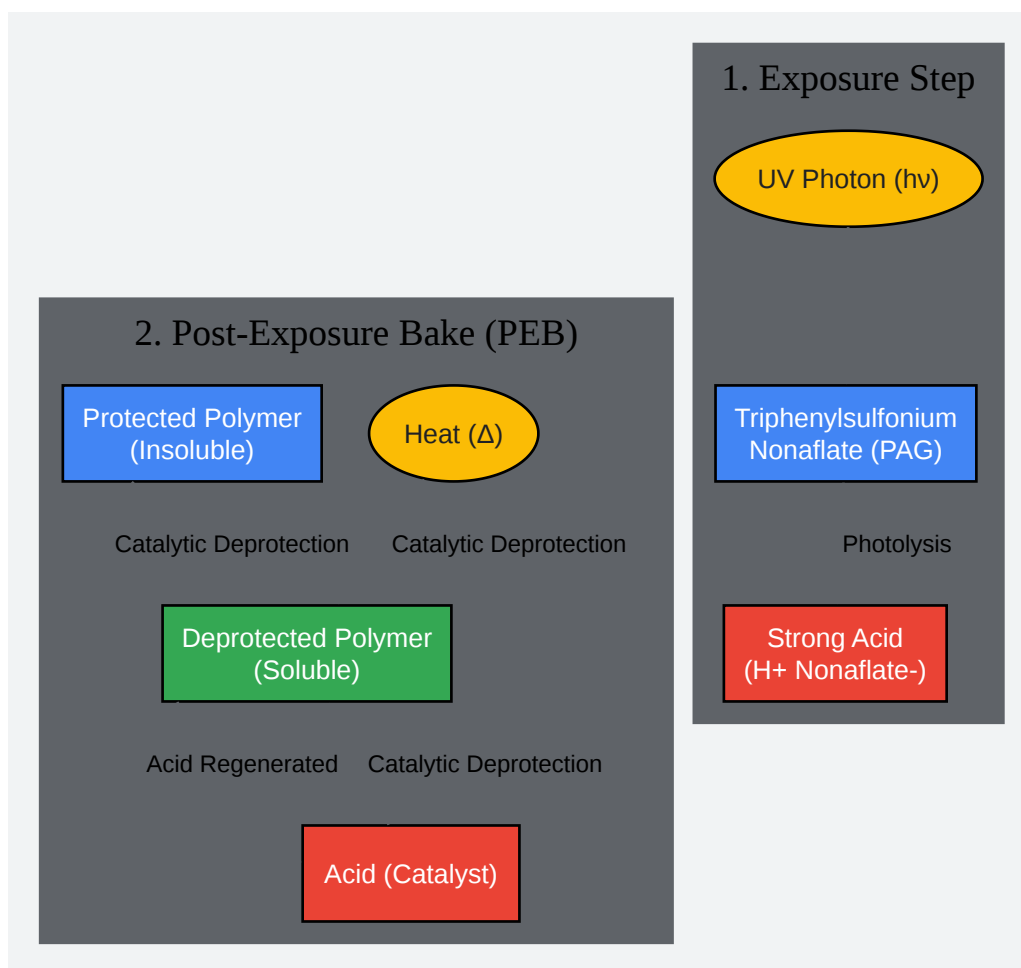 1. Exposure Step
UV Photon (hν)
2. Post-Exposure Bake (PEB)
Protected Polymer
(Insoluble)
Heat (Δ)
Triphenylsulfonium
Nonaflate (PAG)
Catalytic Deprotection
Catalytic Deprotection
Photolysis
Deprotected Polymer
(Soluble)
Strong Acid
(H+ Nonaflate-)
Acid Regenerated
Catalytic Deprotection
Acid (Catalyst)